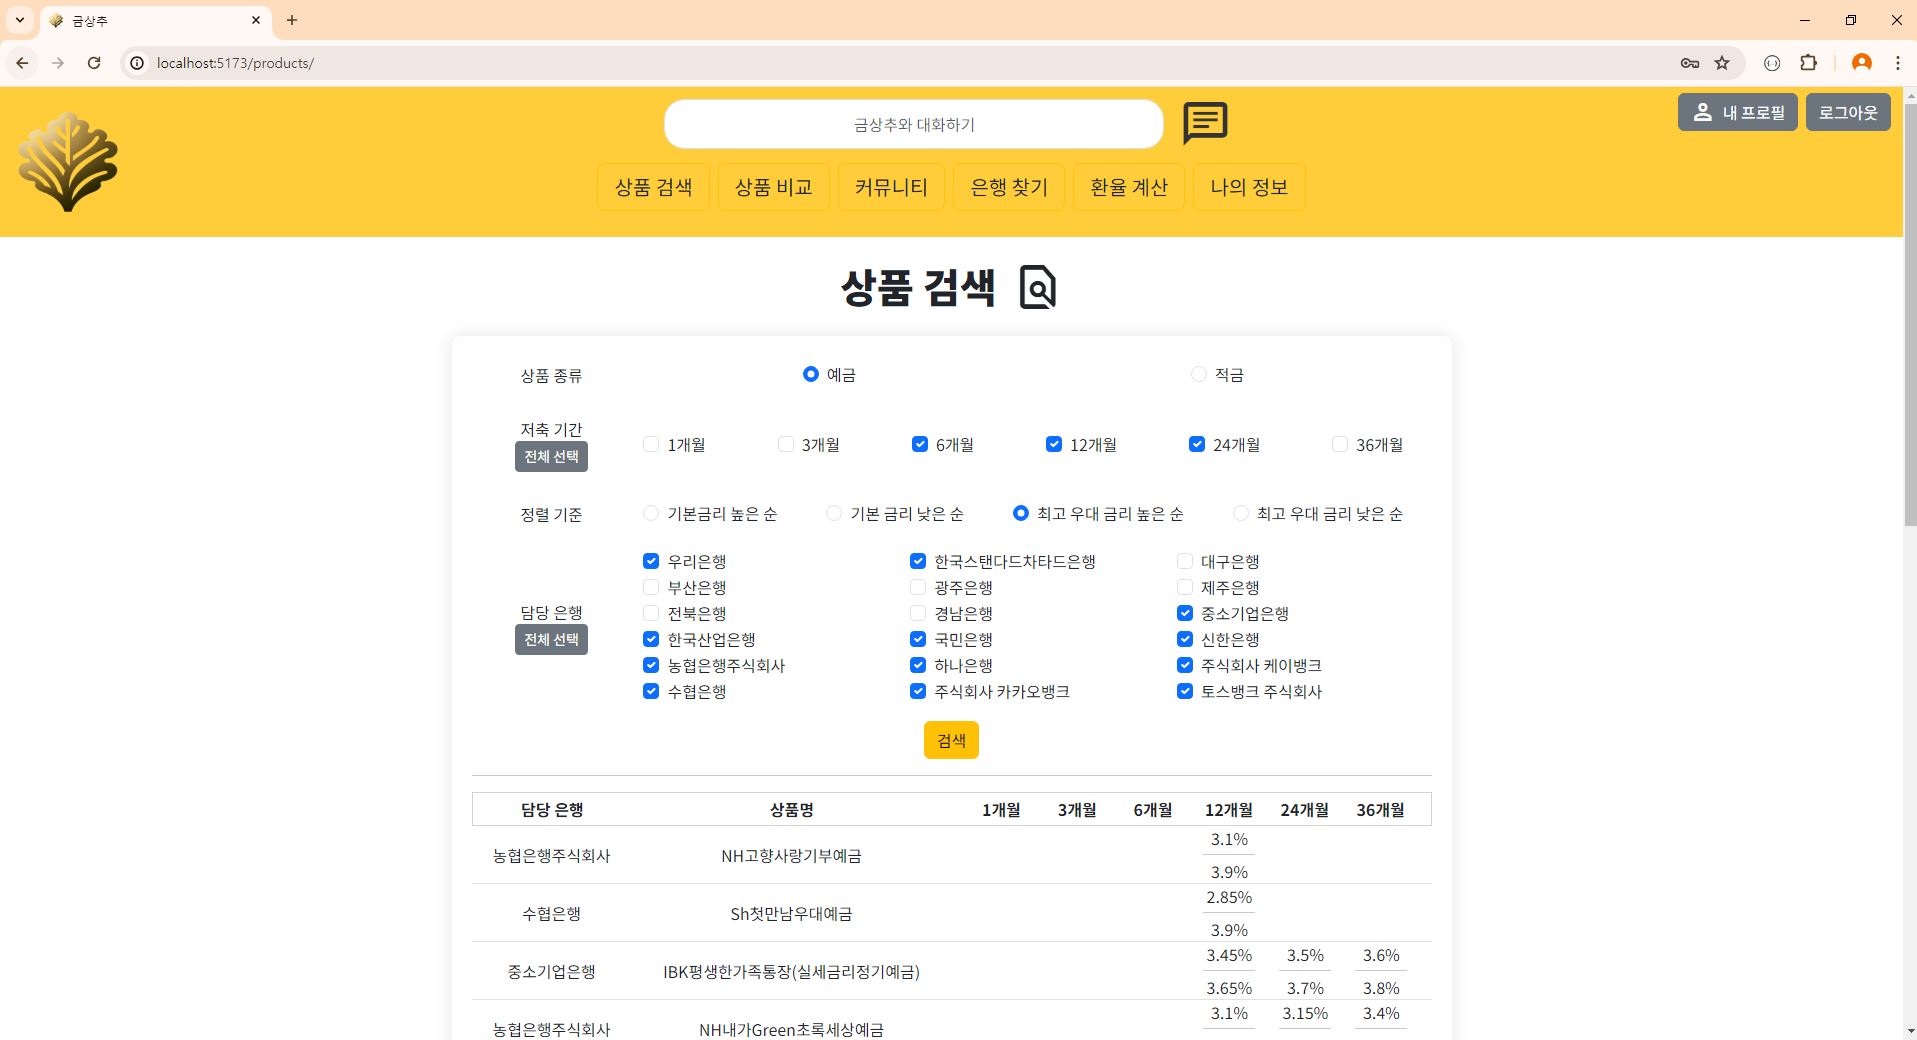 금상추
localhost:5173/products/
금상추와 대화하기
내 프로필
로그아웃
상품 검색
상품 비교
커뮤니티
은행 찾기
환율 계산
나의 정보
상품 검색
상품 종류
예금
적금
저축 기간
전체 선택
1개월
3개월
6개월
12개월
24개월
36개월
정렬 기준
기본금리 높은 순
기본 금리 낮은 순
최고 우대 금리 높은 순
최고 우대 금리 낮은 순
담당 은행
전체 선택
우리은행
한국스탠다드차타드은행
대구은행
부산은행
광주은행
제주은행
전북은행
경남은행
중소기업은행
한국산업은행
국민은행
신한은행
농협은행주식회사
하나은행
주식회사 케이뱅크
수협은행
주식회사 카카오뱅크
토스뱅크 주식회사
검색
담당 은행 상품명 1개월 3개월 6개월 12개월 24개월 36개월
농협은행주식회사 NH고향사랑기부예금
3.1%
3.9%
수협은행 Sh첫만남우대예금
2.85%
3.9%
중소기업은행 IBK평생한가족통장(실세금리정기예금)
3.45% 3.5% 3.6%
3.65% 3.7% 3.8%
농협은행주식회사 NH내가Green초록세상예금
3.1% 3.15% 3.4%